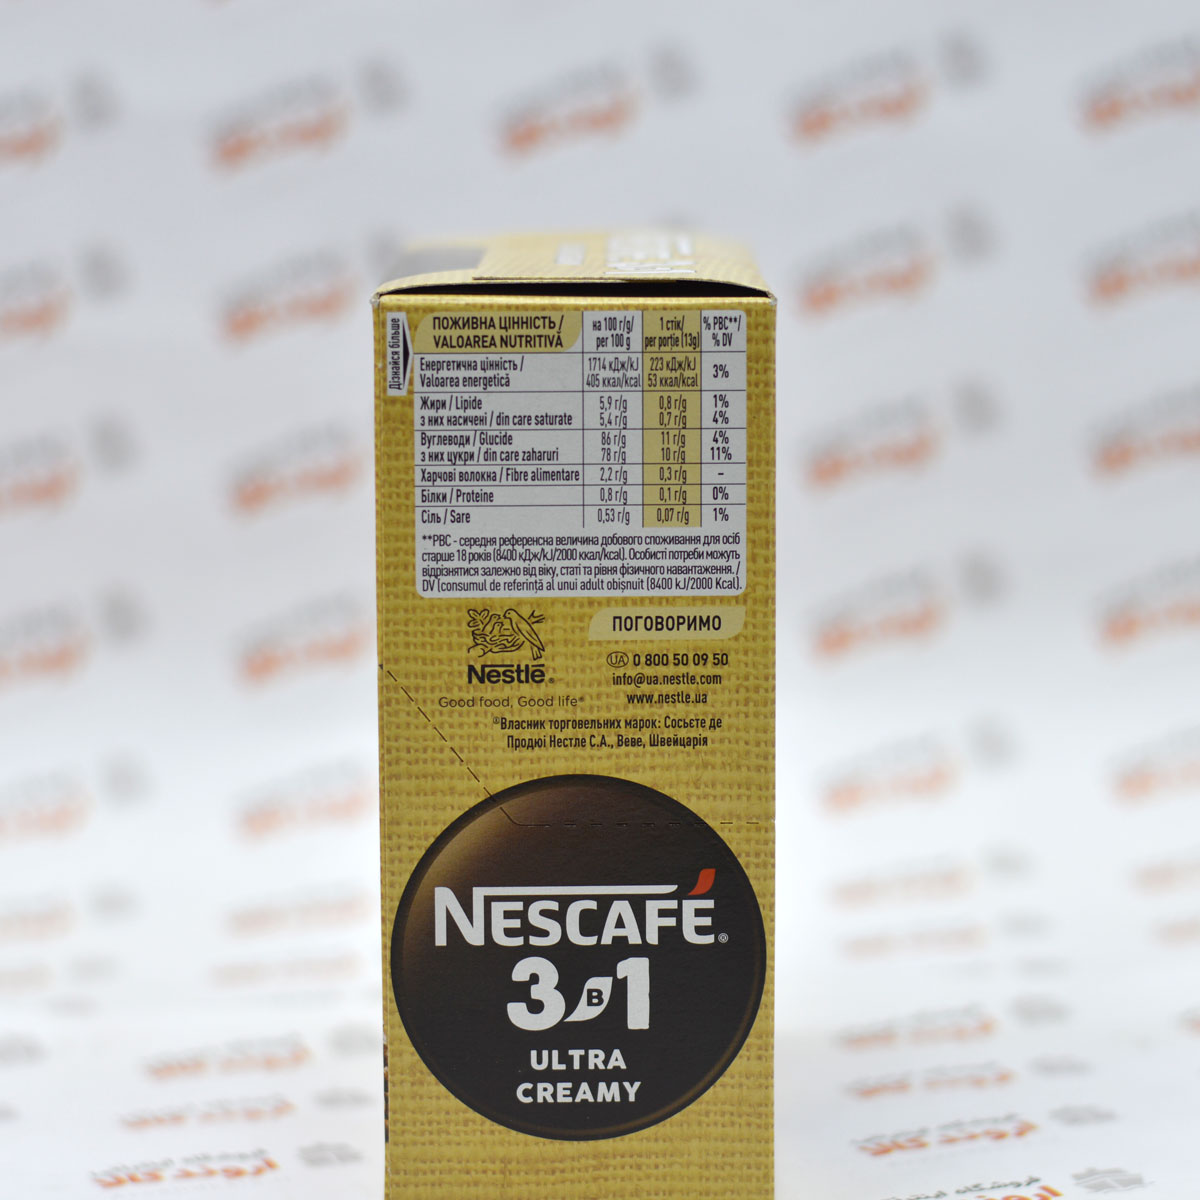 Дізнайся більше
ПОЖИВНА ЦІННІСТЬ / VALOAREA NUTRITIVĂ
на 100 г/g/ per 100 g
1 стік/ per porție (13g)
% РВС**/ % DV
Енергетична цінність / Valoarea energetică
1714 кДж/kJ 405 ккал/kcal
223 кДж/kJ 53 ккал/kcal
3%
Жири / Lipide 5,9 г/g 0,8 г/g 1%
з них насичені / din care saturate 5,4 г/g 0,7 г/g 4%
Вуглеводи / Glucide 86 г/g 11 г/g 4%
з них цукри / din care zaharuri 78 г/g 10 г/g 11%
Харчові волокна / Fibre alimentare 2,2 г/g 0,3 г/g –
Білки / Proteine 0,8 г/g 0,1 г/g 0%
Сіль / Sare 0,53 г/g 0,07 г/g 1%
**РВС - середня референсна величина добового споживання для осіб
старше 18 років (8400 кДж/kJ/2000 ккал/kcal). Особисті потреби можуть
відрізнятися залежно від віку, статі та рівня фізичного навантаження. /
DV (consumul de referință al unui adult obișnuit (8400 kJ/2000 Kcal).
Nestlé®
Good food, Good life®
ПОГОВОРИМО
UA 0 800 50 09 50
info@ua.nestle.com
www.nestle.ua
®Власник торговельних марок: Сосьєте де
Продюі Нестле С.А., Веве, Швейцарія
NESCAFÉ®
3 в 1
ULTRA
CREAMY